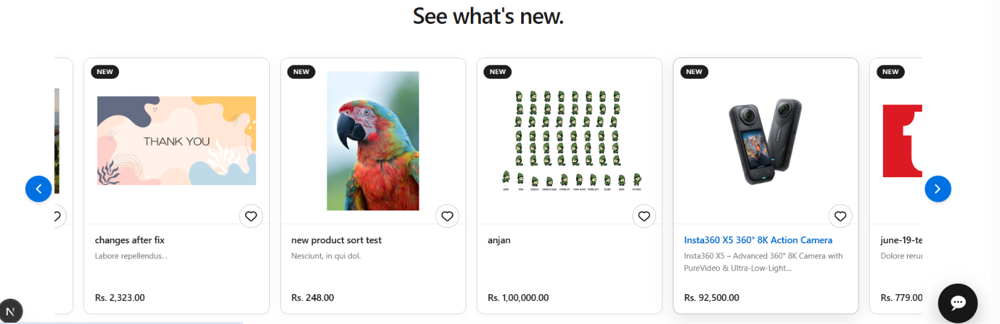 See what's new.
NEW
NEW
NEW
NEW
NEW
THANK YOU
changes after fix
Labore repellendus. .
Rs. 2,323.00
new product sort test
Nesciunt, in qui dol.
Rs. 248.00
anjan
Rs. 1,00,000.00
Insta360 X5 360° 8K Action Camera
Insta360 X5 – Advanced 360° 8K Camera with
PureVideo & Ultra-Low-Light...
Rs. 92,500.00
june-19-te
Dolore rerur
Rs. 779.00
N